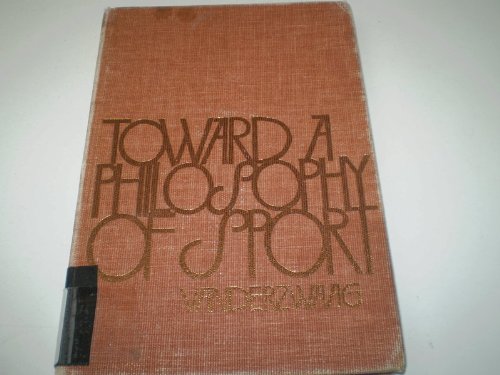 TOWARD A
PHILOSOPHY
OF SPORT
VANDERZWAAG